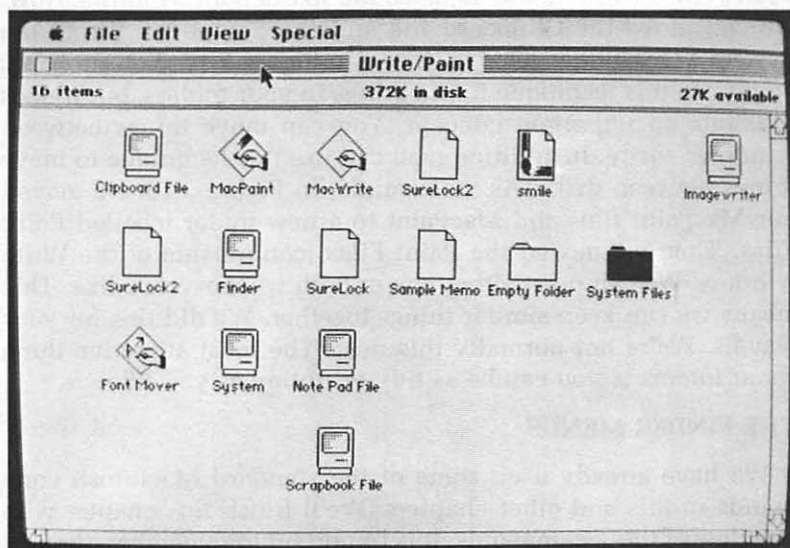 File Edit View Special
Write/Paint
16 items 372K in disk 27K available
Clipboard File MacPaint MacWrite SureLock2 smile Imagewriter
SureLock2 Finder SureLock Sample Memo Empty Folder System Files
Font Mover System Note Pad File
Scrapbook File